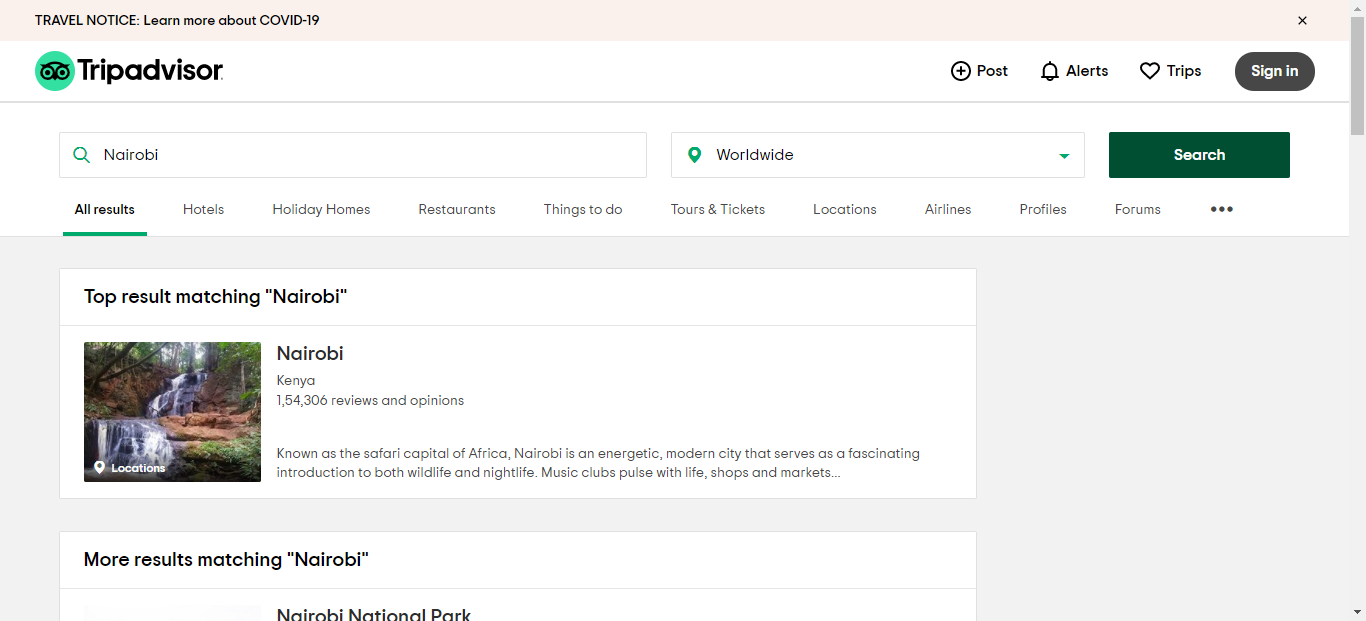 TRAVEL NOTICE: Learn more about COVID-19
Tripadvisor
Post
Alerts
Trips
Sign in
Nairobi
Worldwide
Search
All results
Hotels
Holiday Homes
Restaurants
Things to do
Tours & Tickets
Locations
Airlines
Profiles
Forums
Top result matching "Nairobi"
Nairobi
Kenya
1,54,306 reviews and opinions
Known as the safari capital of Africa, Nairobi is an energetic, modern city that serves as a fascinating
introduction to both wildlife and nightlife. Music clubs pulse with life, shops and markets...
Locations
More results matching "Nairobi"
Nairobi National Park